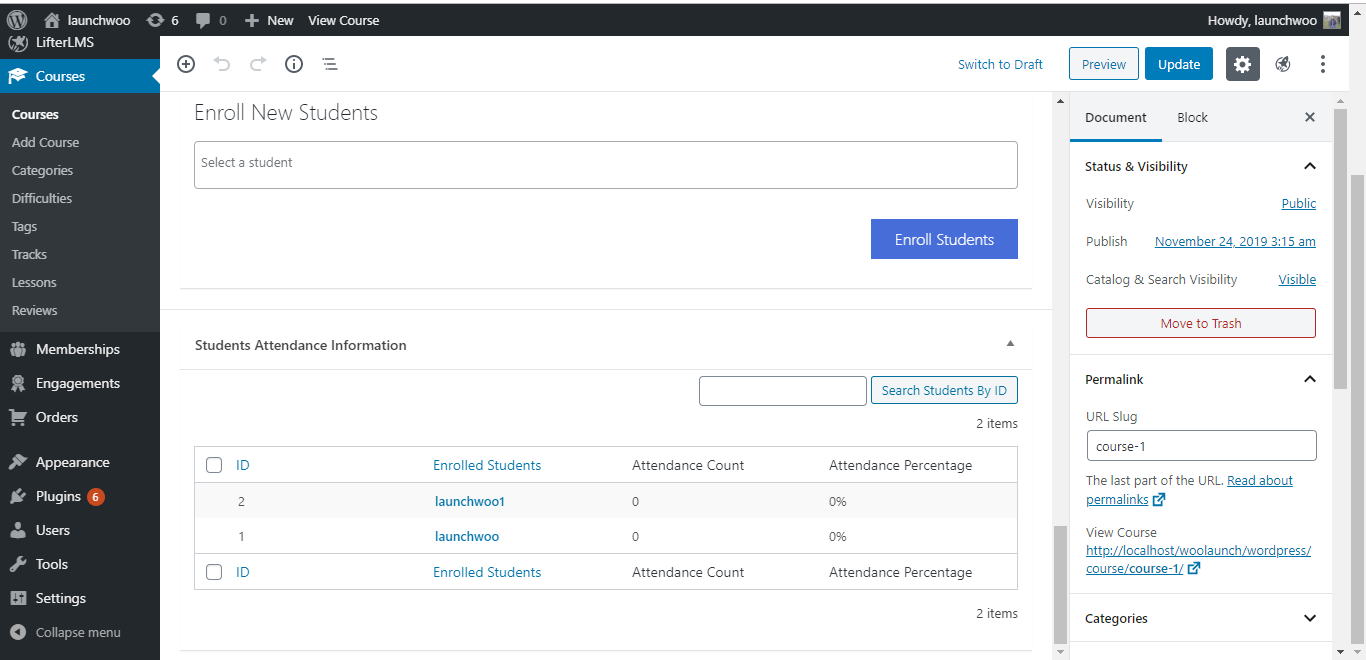 launchwoo
6
0
New
View Course
Howdy, launchwoo
LifterLMS
Courses
Courses
Add Course
Categories
Difficulties
Tags
Tracks
Lessons
Reviews
Memberships
Engagements
Orders
Appearance
Plugins 6
Users
Tools
Settings
Collapse menu
Switch to Draft
Preview
Update
Enroll New Students
Select a student
Enroll Students
Students Attendance Information
Search Students By ID
2 items
ID Enrolled Students Attendance Count Attendance Percentage
2 launchwoo1 0 0%
1 launchwoo 0 0%
ID Enrolled Students Attendance Count Attendance Percentage
2 items
Document Block
Status & Visibility
Visibility Public
Publish November 24, 2019 3:15 am
Catalog & Search Visibility Visible
Move to Trash
Permalink
URL Slug
course-1
The last part of the URL. Read about
permalinks
View Course
http://localhost/woolaunch/wordpress/
course/course-1/
Categories